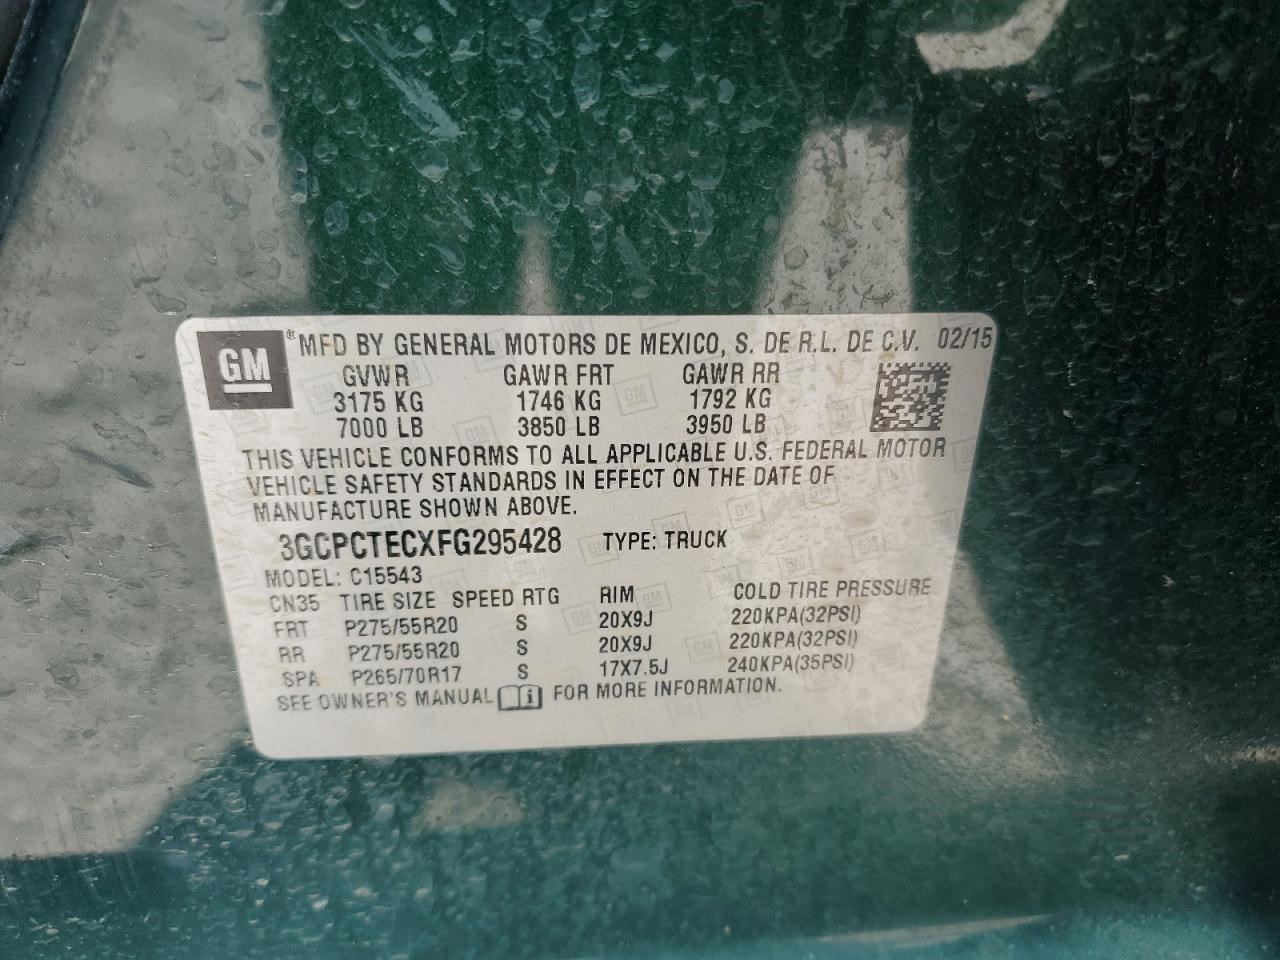 GM ® MFD BY GENERAL MOTORS DE MEXICO, S. DE R.L. DE C.V. 02/15
GVWR GAWR FRT GAWR RR
3175 KG 1746 KG 1792 KG
7000 LB 3850 LB 3950 LB
THIS VEHICLE CONFORMS TO ALL APPLICABLE U.S. FEDERAL MOTOR
VEHICLE SAFETY STANDARDS IN EFFECT ON THE DATE OF
MANUFACTURE SHOWN ABOVE.
3GCPCTECXFG295428 TYPE: TRUCK
MODEL: C15543
CN35 TIRE SIZE SPEED RTG RIM COLD TIRE PRESSURE
FRT P275/55R20 S 20X9J 220KPA(32PSI)
RR P275/55R20 S 20X9J 220KPA(32PSI)
SPA P265/70R17 S 17X7.5J 240KPA(35PSI)
SEE OWNER'S MANUAL i FOR MORE INFORMATION.